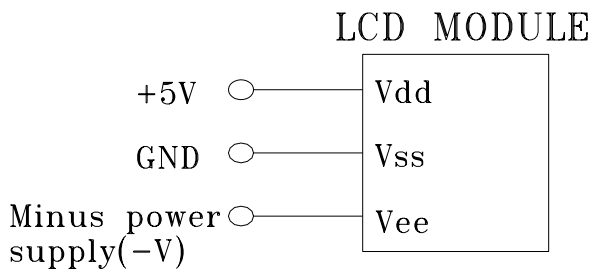 LCD MODULE
+5V
Vdd
GND
Vss
Minus power
supply(-V)
Vee